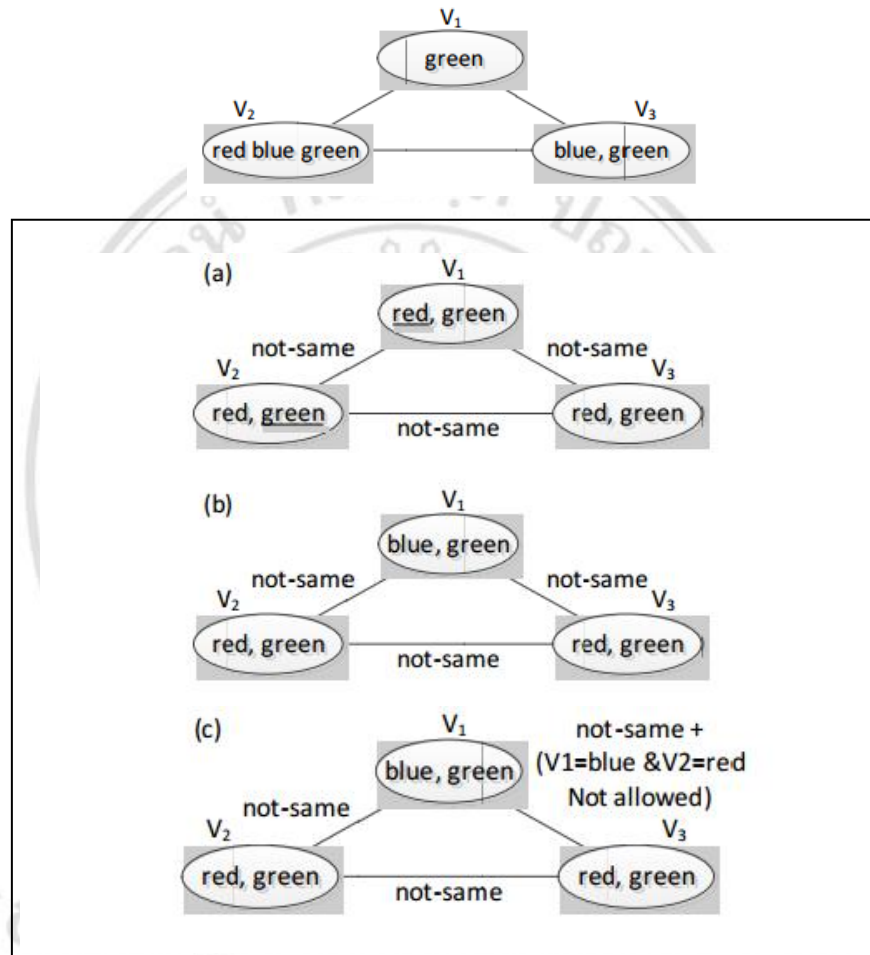 V₁
green
V₂ V₃
red blue green blue, green
(a)
V₁
red, green
not-same not-same
V₂ V₃
red, green red, green
not-same
(b)
V₁
blue, green
not-same not-same
V₂ V₃
red, green red, green
not-same
(c)
V₁
not-same +
blue, green (V1=blue &V2=red
not-same Not allowed)
V₂ V₃
red, green red, green
not-same